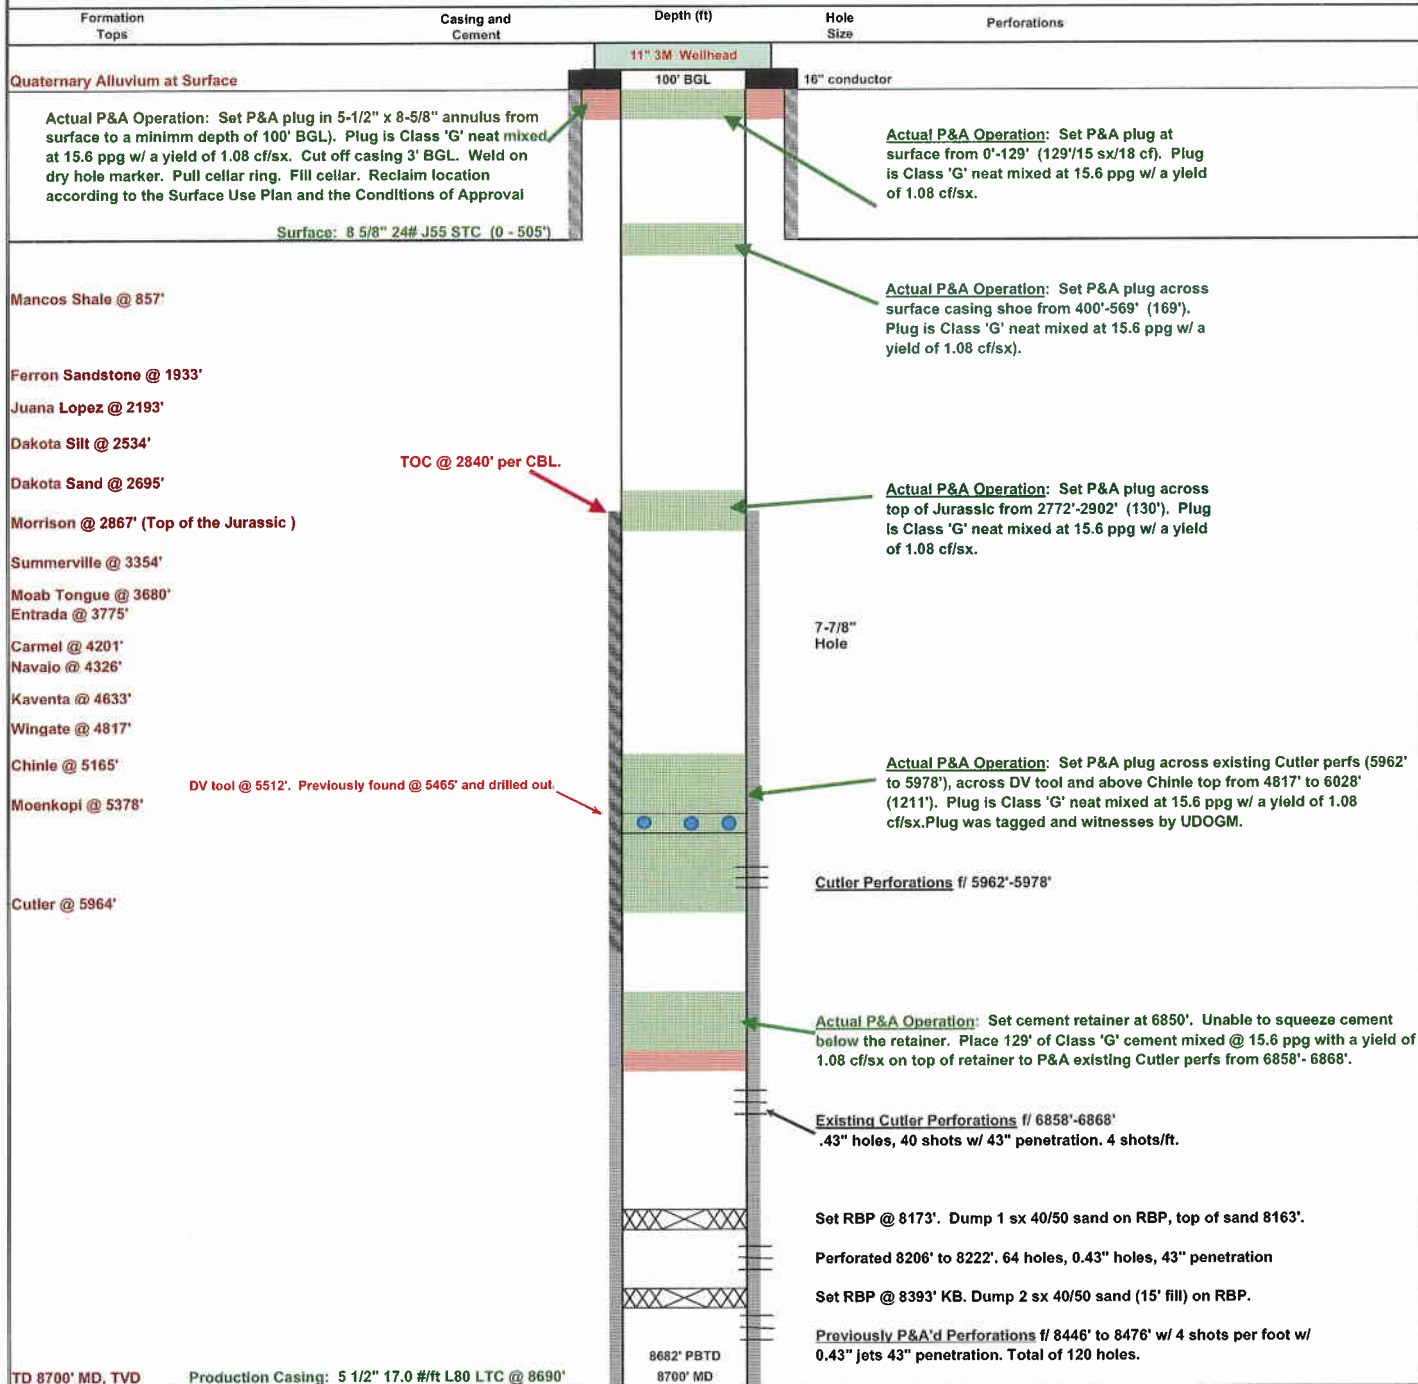 Formation
Tops
Casing and
Cement
Depth (ft)
Hole
Size
Perforations
11" 3M Wellhead
Quaternary Alluvium at Surface
100' BGL
16" conductor
Actual P&A Operation: Set P&A plug in 5-1/2" x 8-5/8" annulus from
surface to a minimm depth of 100' BGL). Plug is Class 'G' neat mixed
at 15.6 ppg w/ a yield of 1.08 cf/sx. Cut off casing 3' BGL. Weld on
dry hole marker. Pull cellar ring. Fill cellar. Reclaim location
according to the Surface Use Plan and the Conditions of Approval
Actual P&A Operation: Set P&A plug at
surface from 0'-129' (129'/15 sx/18 cf). Plug
is Class 'G' neat mixed at 15.6 ppg w/ a yield
of 1.08 cf/sx.
Surface: 8 5/8" 24# J55 STC (0 - 505')
Mancos Shale @ 857'
Actual P&A Operation: Set P&A plug across
surface casing shoe from 400'-569' (169').
Plug is Class 'G' neat mixed at 15.6 ppg w/ a
yield of 1.08 cf/sx).
Ferron Sandstone @ 1933'
Juana Lopez @ 2193'
Dakota Silt @ 2534'
TOC @ 2840' per CBL.
Dakota Sand @ 2695'
Actual P&A Operation: Set P&A plug across
top of Jurassic from 2772'-2902' (130'). Plug
is Class 'G' neat mixed at 15.6 ppg w/ a yield
of 1.08 cf/sx.
Morrison @ 2867' (Top of the Jurassic )
Summerville @ 3354'
Moab Tongue @ 3680'
Entrada @ 3775'
7-7/8"
Hole
Carmel @ 4201'
Navaio @ 4326'
Kaventa @ 4633'
Wingate @ 4817'
Chinle @ 5165'
Actual P&A Operation: Set P&A plug across existing Cutler perfs (5962'
to 5978'), across DV tool and above Chinle top from 4817' to 6028'
(1211'). Plug is Class 'G' neat mixed at 15.6 ppg w/ a yield of 1.08
cf/sx.Plug was tagged and witnesses by UDOGM.
DV tool @ 5512'. Previously found @ 5465' and drilled out.
Moenkopi @ 5378'
Cutler Perforations f/ 5962'-5978'
Cutler @ 5964'
Actual P&A Operation: Set cement retainer at 6850'. Unable to squeeze cement
below the retainer. Place 129' of Class 'G' cement mixed @ 15.6 ppg with a yield of
1.08 cf/sx on top of retainer to P&A existing Cutler perfs from 6858'- 6868'.
Existing Cutler Perforations f/ 6858'-6868'
.43" holes, 40 shots w/ 43" penetration. 4 shots/ft.
Set RBP @ 8173'. Dump 1 sx 40/50 sand on RBP, top of sand 8163'.
Perforated 8206' to 8222'. 64 holes, 0.43" holes, 43" penetration
Set RBP @ 8393' KB. Dump 2 sx 40/50 sand (15' fill) on RBP.
Previously P&A'd Perforations f/ 8446' to 8476' w/ 4 shots per foot w/
0.43" jets 43" penetration. Total of 120 holes.
8682' PBTD
8700' MD
TD 8700' MD, TVD
Production Casing: 5 1/2" 17.0 #/ft L80 LTC @ 8690'